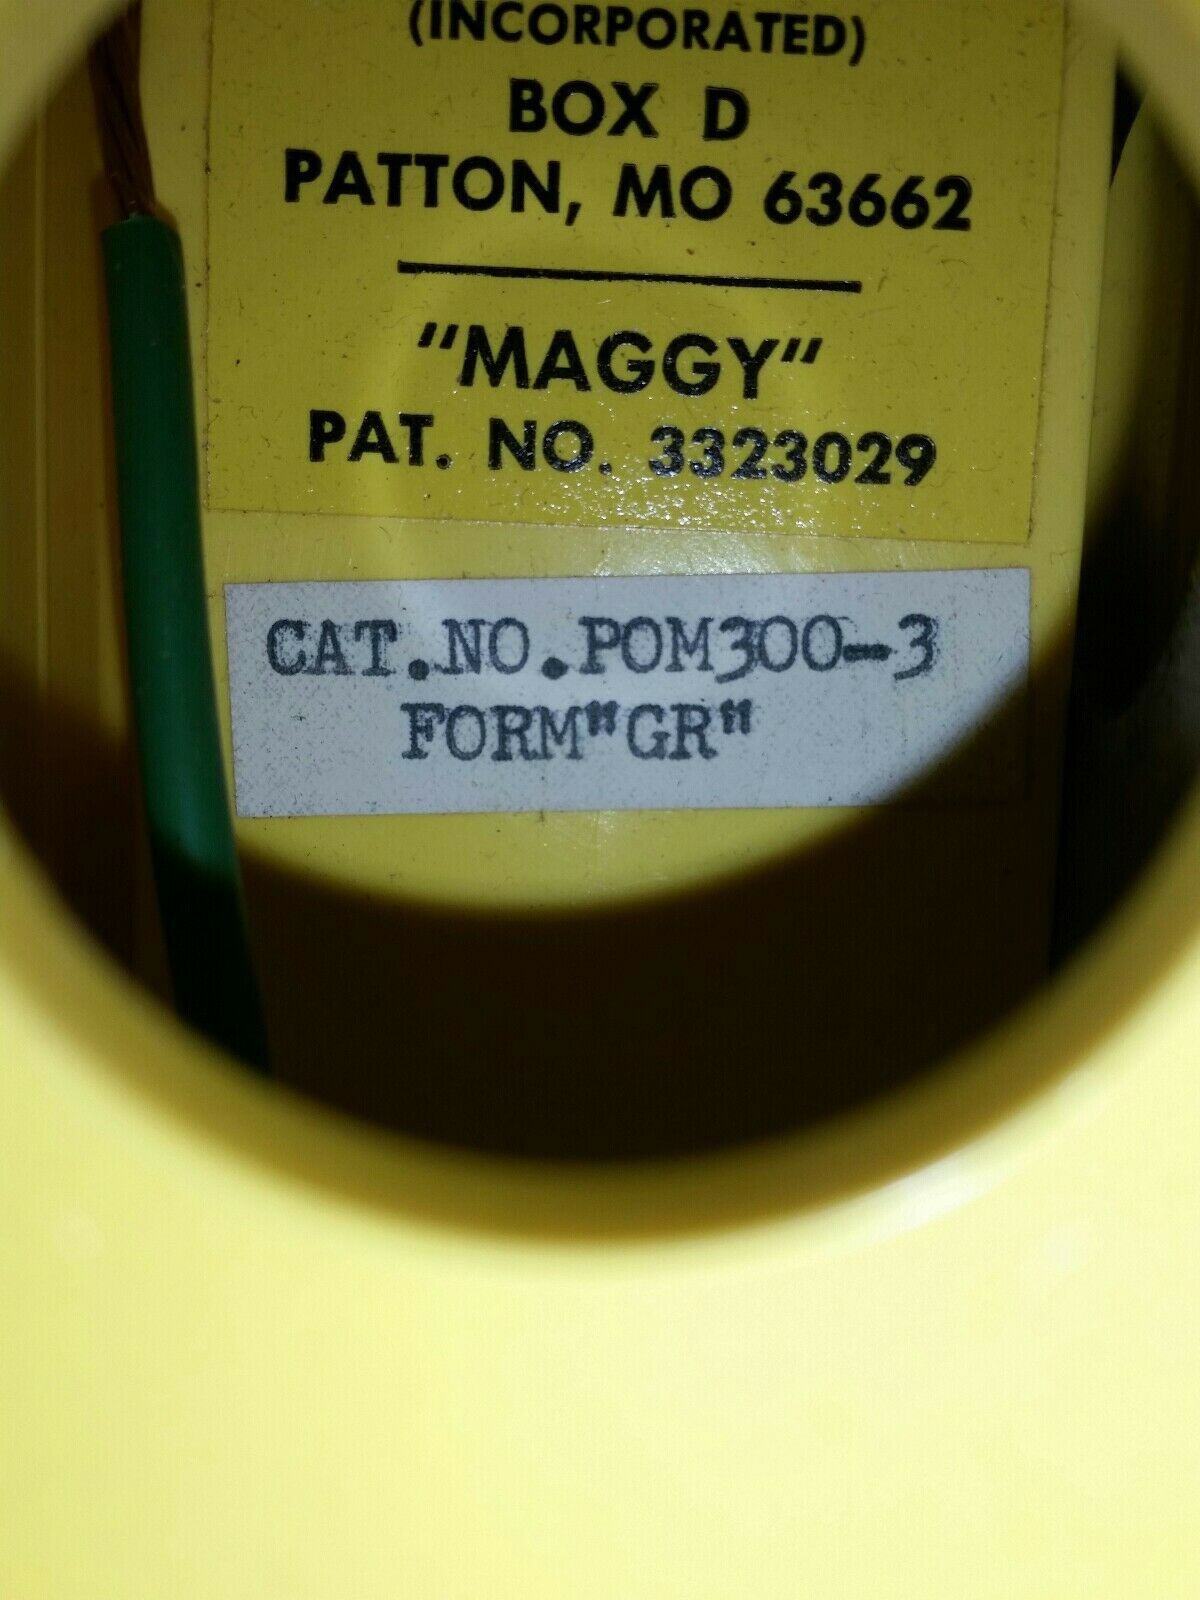 (INCORPORATED)
BOX D
PATTON, MO 63662
"MAGGY"
PAT. NO. 3323029
CAT.NO.POM300-3
FORM"GR"